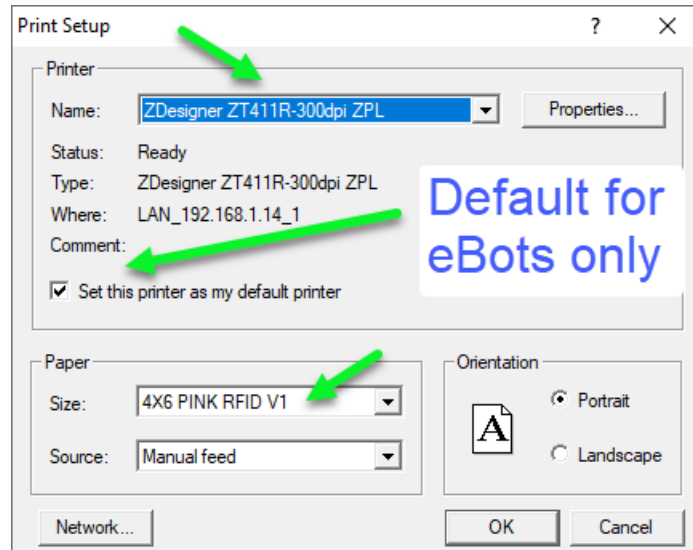 Print Setup
? X
Printer
Name: ZDesigner ZT411R-300dpi ZPL Properties...
Status: Ready
Type: ZDesigner ZT411R-300dpi ZPL
Where: LAN_192.168.1.14_1
Comment:
Default for
eBots only
Set this printer as my default printer
Paper
Size: 4X6 PINK RFID V1
Source: Manual feed
Orientation
A
Portrait
Landscape
Network...
OK
Cancel